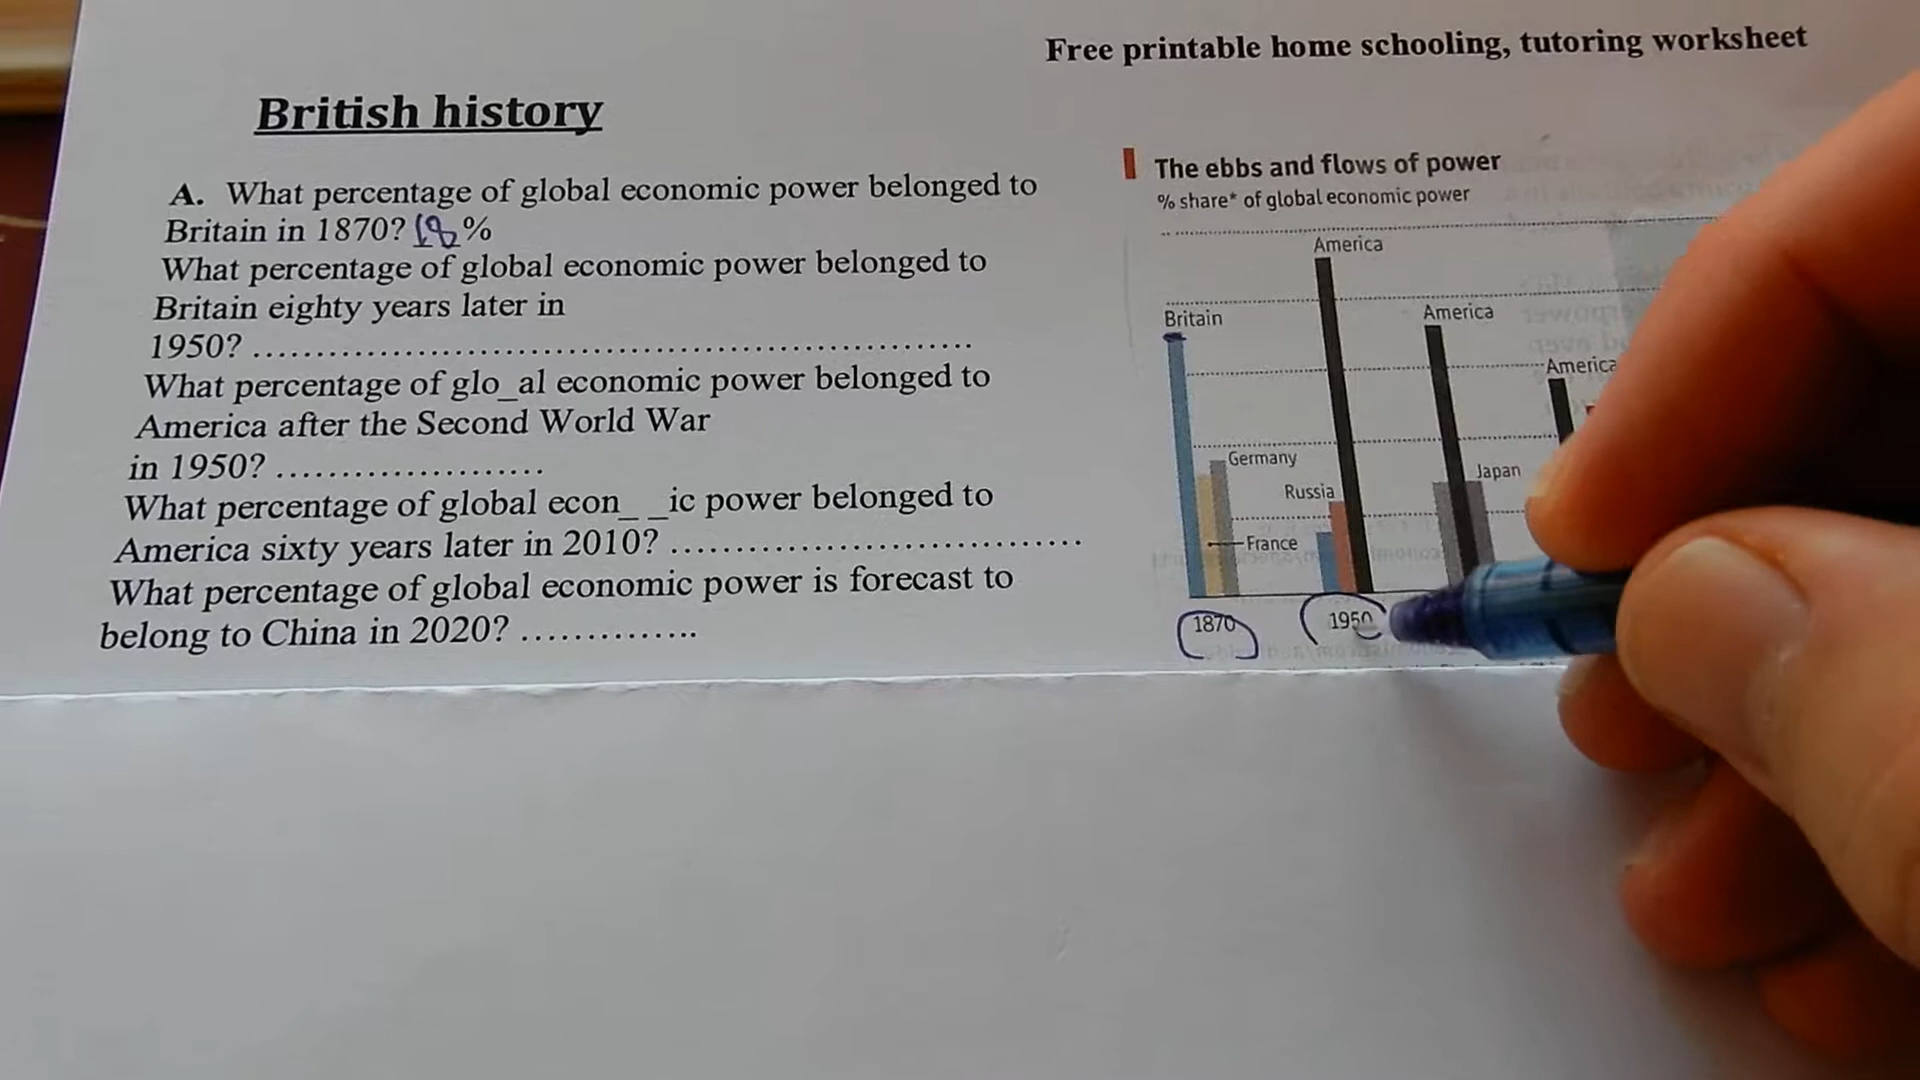 Free printable home schooling, tutoring worksheet
British history
A. What percentage of global economic power belonged to
Britain in 1870? 18 %
What percentage of global economic power belonged to
Britain eighty years later in
1950? ..........................................................
What percentage of glo_al economic power belonged to
America after the Second World War
in 1950? .....................
What percentage of global econ_ _ic power belonged to
America sixty years later in 2010? .................................
What percentage of global economic power is forecast to
belong to China in 2020? ..............
The ebbs and flows of power
% share* of global economic power
America
Britain
America
America
Germany
Japan
Russia
France
1870
1950